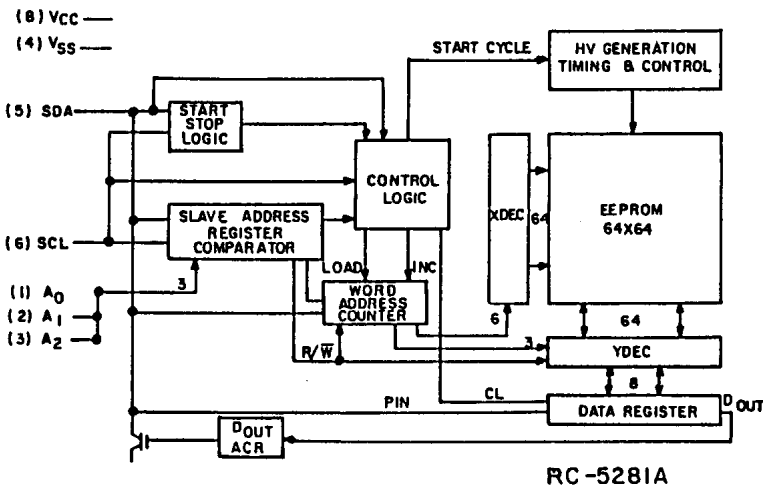 (8) VCC
(4) VSS
START CYCLE
HV GENERATION
TIMING & CONTROL
(5) SDA
START
STOP
LOGIC
CONTROL
LOGIC
XDEC
64
EEPROM
64X64
SLAVE ADDRESS
REGISTER
COMPARATOR
(6) SCL
LOAD
INC
(1) A0
(2) A1
(3) A2
3
WORD
ADDRESS
COUNTER
6
64
R/W̅
3
YDEC
8
CL
PIN
DATA REGISTER
DOUT
DOUT
ACR
RC-5281A